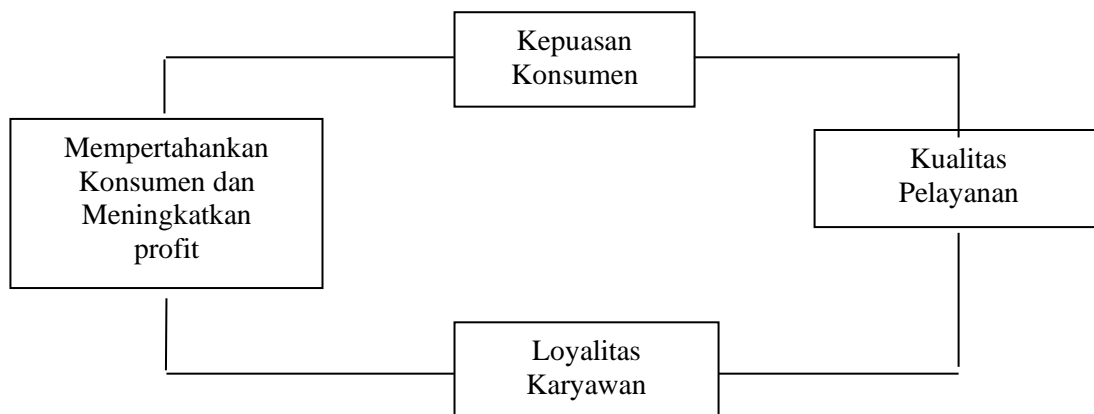 Kepuasan
Konsumen
Mempertahankan
Konsumen dan
Meningkatkan
profit
Kualitas
Pelayanan
Loyalitas
Karyawan